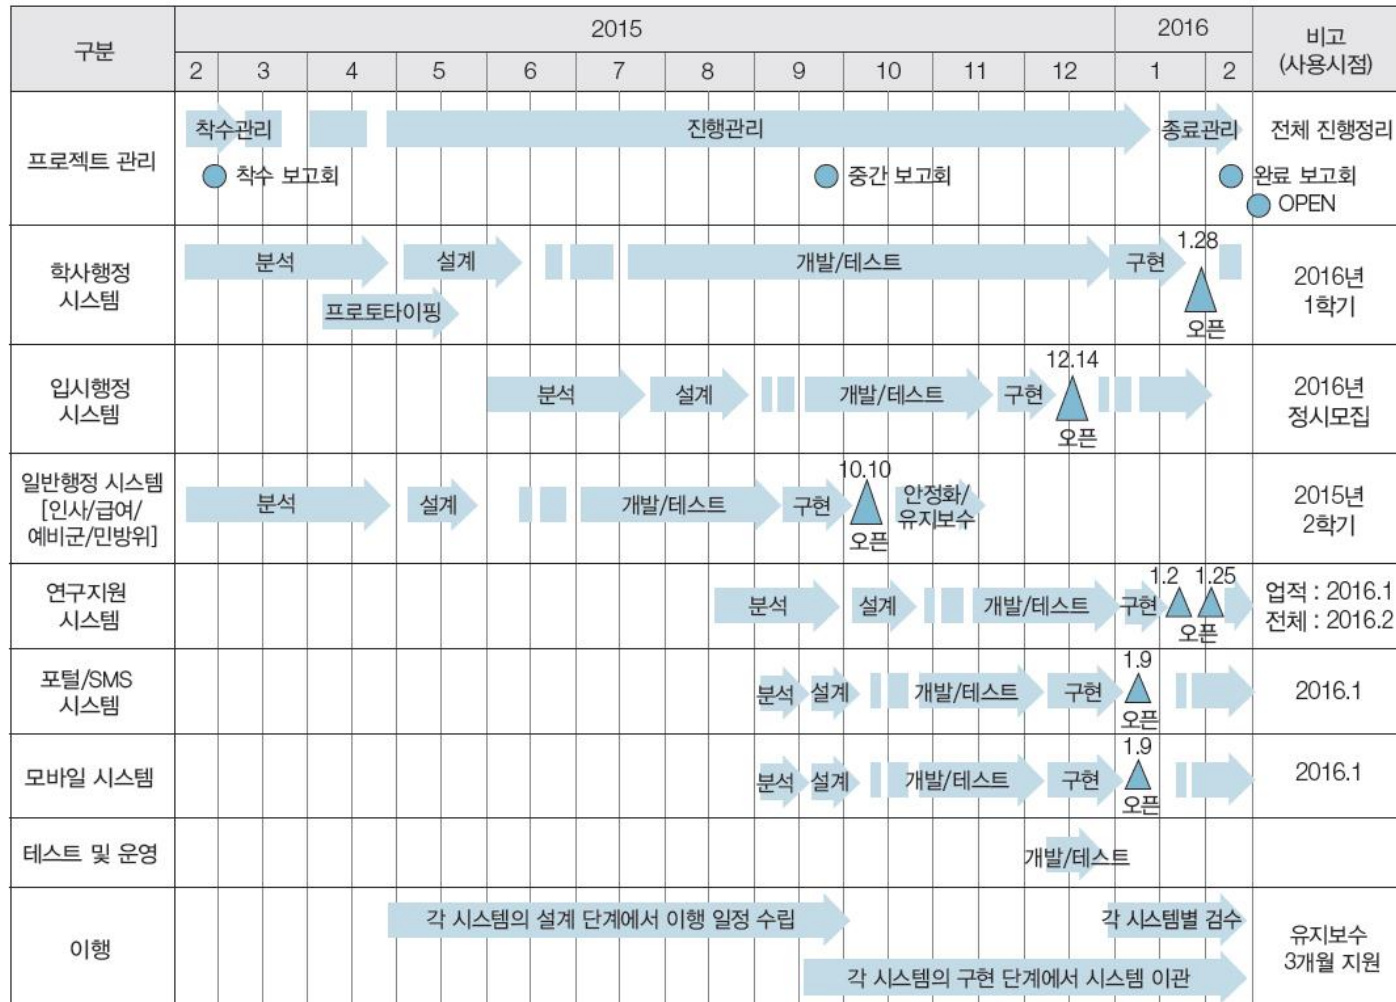 구분
2015
2016
비고
(사용시점)
2 3 4 5 6 7 8 9 10 11 12 1 2
프로젝트 관리
착수관리
진행관리
종료관리
전체 진행정리
착수 보고회
중간 보고회
완료 보고회
OPEN
학사행정
시스템
분석
설계
개발/테스트
구현
1.28
오픈
프로토타이핑
2016년
1학기
입시행정
시스템
분석
설계
개발/테스트
구현
12.14
오픈
2016년
정시모집
일반행정 시스템
[인사/급여/
예비군/민방위]
분석
설계
개발/테스트
구현
10.10
오픈
안정화/
유지보수
2015년
2학기
연구지원
시스템
분석
설계
개발/테스트
구현
1.2
1.25
오픈
업적 : 2016.1
전체 : 2016.2
포털/SMS
시스템
분석
설계
개발/테스트
구현
1.9
오픈
2016.1
모바일 시스템
분석
설계
개발/테스트
구현
1.9
오픈
2016.1
테스트 및 운영
개발/테스트
이행
각 시스템의 설계 단계에서 이행 일정 수립
각 시스템별 검수
각 시스템의 구현 단계에서 시스템 이관
유지보수
3개월 지원